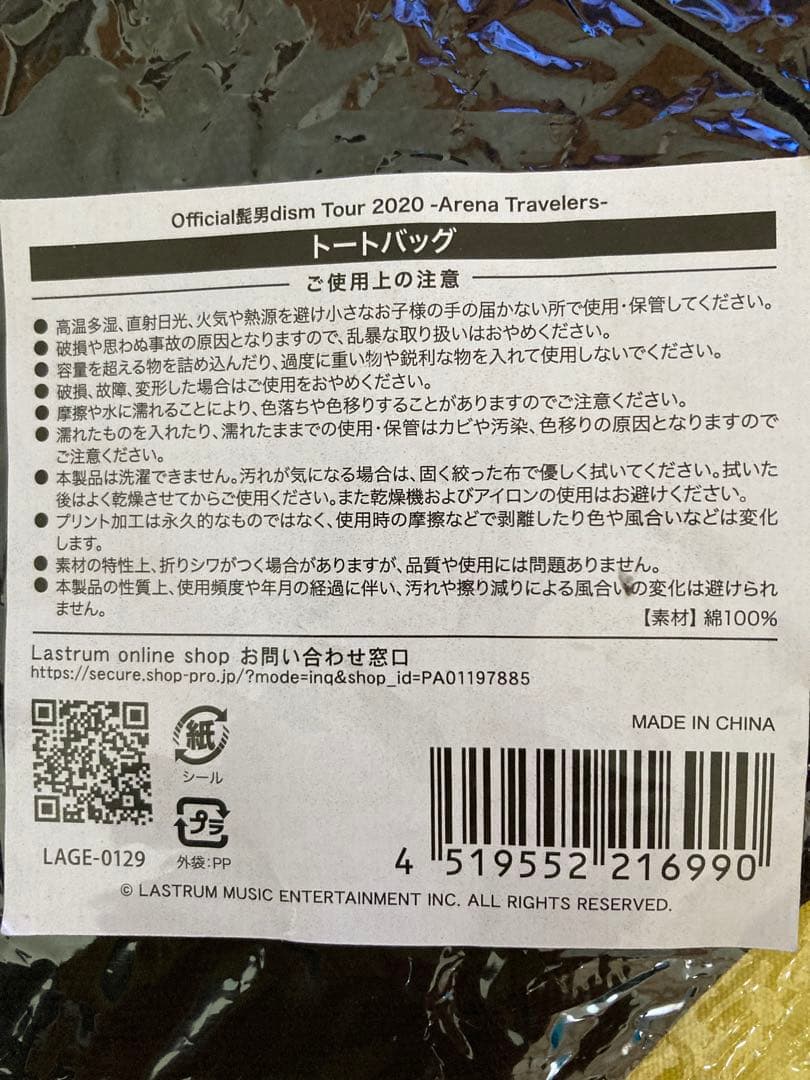 Official髭男dism Tour 2020 -Arena Travelers-
トートバッグ
ご使用上の注意
● 高温多湿、直射日光、火気や熱源を避け小さなお子様の手の届かない所で使用・保管してください。
● 破損や思わぬ事故の原因となりますので、乱暴な取り扱いはおやめください。
● 容量を超える物を詰め込んだり、過度に重い物や鋭利な物を入れて使用しないでください。
● 破損、故障、変形した場合はご使用をおやめください。
● 摩擦や水に濡れることにより、色落ちや色移りすることがありますのでご注意ください。
● 濡れたものを入れたり、濡れたままでの使用・保管はカビや汚染、色移りの原因となりますので
ご注意ください。
● 本製品は洗濯できません。汚れが気になる場合は、固く絞った布で優しく拭いてください。拭いた
後はよく乾燥させてからご使用ください。また乾燥機およびアイロンの使用はお避けください。
● プリント加工は永久的なものではなく、使用時の摩擦などで剥離したり色や風合いなどは変化
します。
● 素材の特性上、折りシワがつく場合がありますが、品質や使用には問題ありません。
● 本製品の性質上、使用頻度や年月の経過に伴い、汚れや擦り減りによる風合いの変化は避けられ
ません。
【素材】綿100%
Lastrum online shop お問い合わせ窓口
https://secure.shop-pro.jp/?mode=inq&shop_id=PA01197885
MADE IN CHINA
紙
シール
プラ
外袋:PP
LAGE-0129
4 519552 216990
© LASTRUM MUSIC ENTERTAINMENT INC. ALL RIGHTS RESERVED.